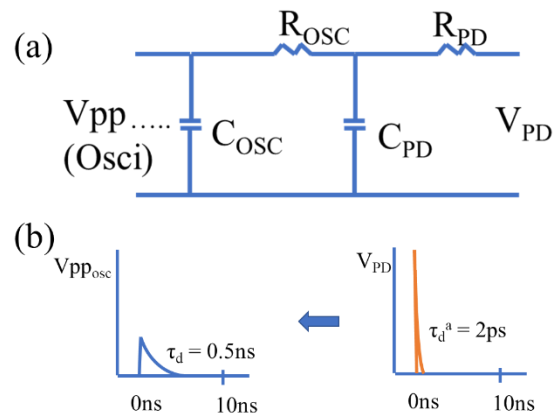 (a)
R_OSC R_PD
Vpp.....
(Osci)
C_OSC C_PD V_PD
(b)
Vpp_osc V_PD
τ_d = 0.5ns τ_d^a = 2ps
0ns 10ns 0ns 10ns